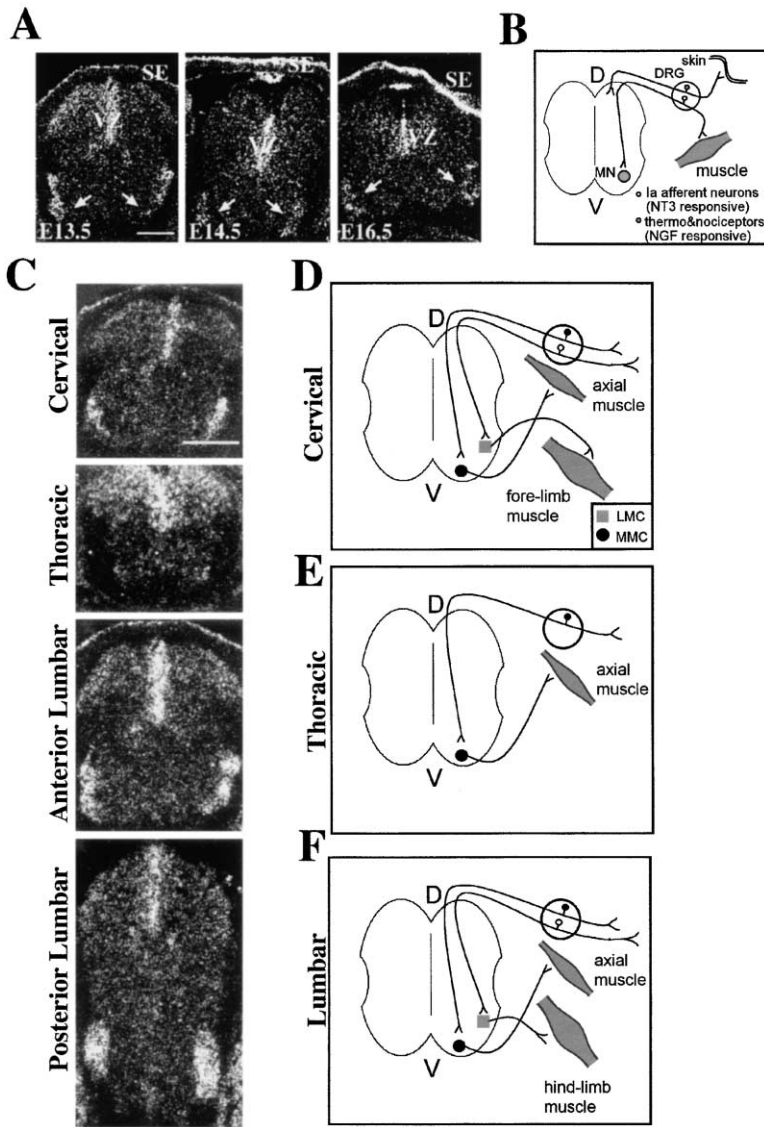 A
SE
VZ
E13.5
SE
VZ
E14.5
SE
VZ
E16.5
B
D
DRG
skin
muscle
MN
V
Ia afferent neurons
(NT3 responsive)
thermo&nociceptors
(NGF responsive)
C
Cervical
Thoracic
Anterior Lumbar
Posterior Lumbar
D
Cervical
D
axial
muscle
V
fore-limb
muscle
LMC
MMC
E
Thoracic
D
axial
muscle
V
F
Lumbar
D
axial
muscle
V
hind-limb
muscle